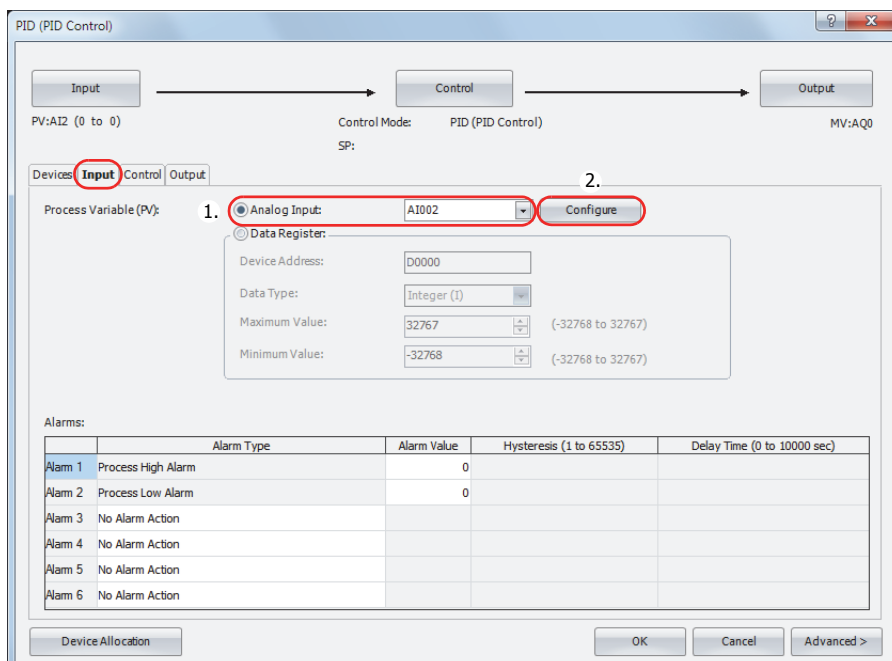 PID (PID Control)
Input Control Output
PV:AI2 (0 to 0) Control Mode: PID (PID Control) MV:AQ0
SP:
Devices Input Control Output
2.
Process Variable (PV): 1. Analog Input: AI002 Configure
Data Register:
Device Address: D0000
Data Type: Integer (I)
Maximum Value: 32767 (-32768 to 32767)
Minimum Value: -32768 (-32768 to 32767)
Alarms:
Alarm Type Alarm Value Hysteresis (1 to 65535) Delay Time (0 to 10000 sec)
Alarm 1 Process High Alarm 0
Alarm 2 Process Low Alarm 0
Alarm 3 No Alarm Action
Alarm 4 No Alarm Action
Alarm 5 No Alarm Action
Alarm 6 No Alarm Action
Device Allocation OK Cancel Advanced >